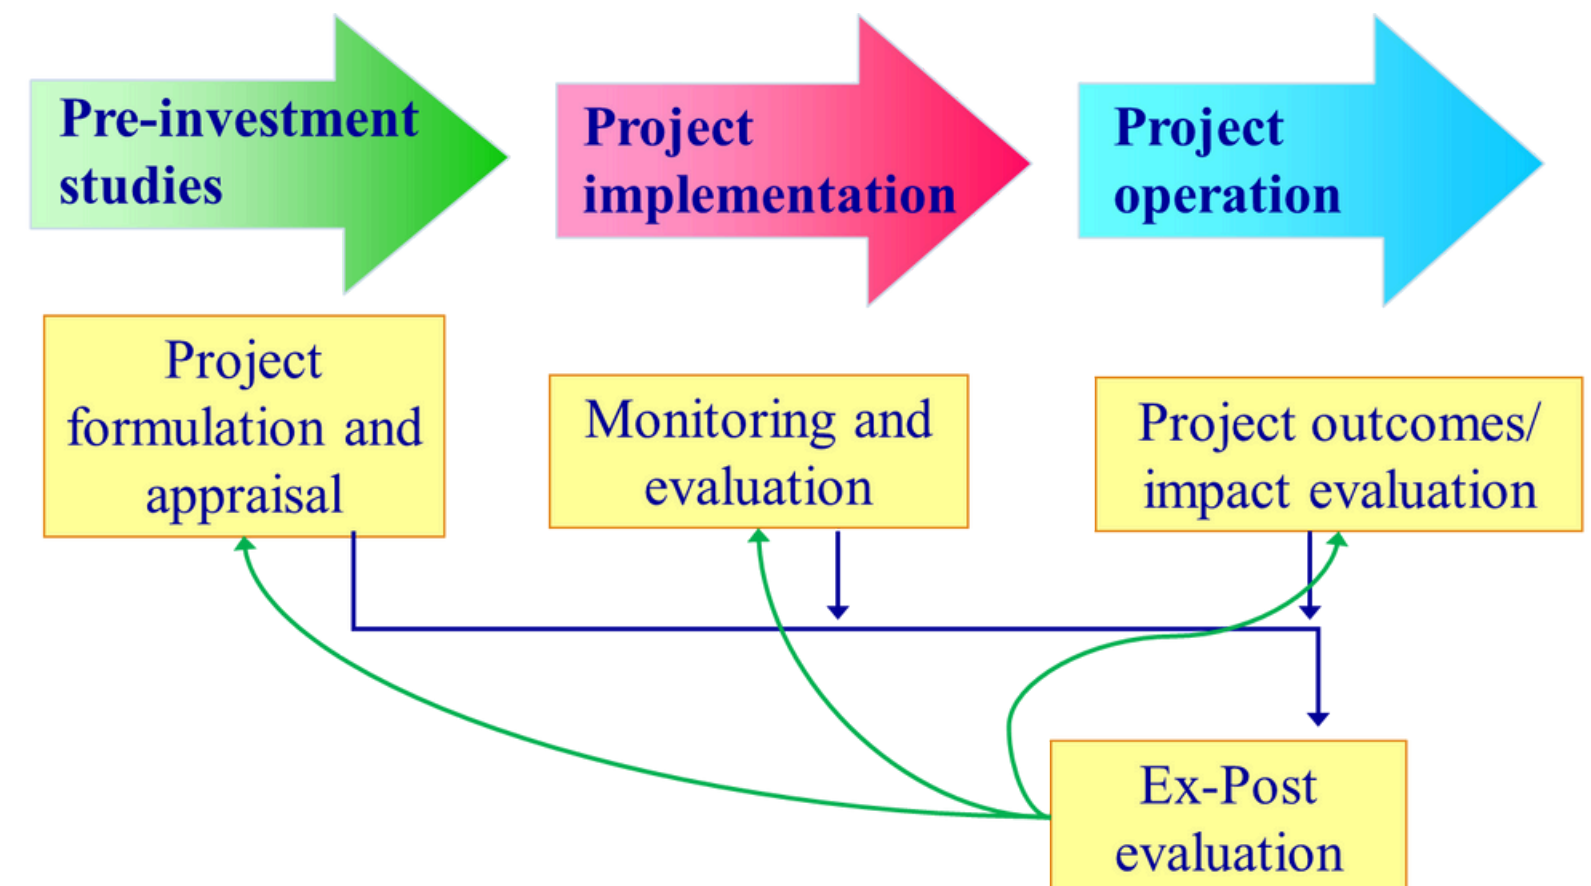 Pre-investment
studies
Project
implementation
Project
operation
Project
formulation and
appraisal
Monitoring and
evaluation
Project outcomes/
impact evaluation
Ex-Post
evaluation